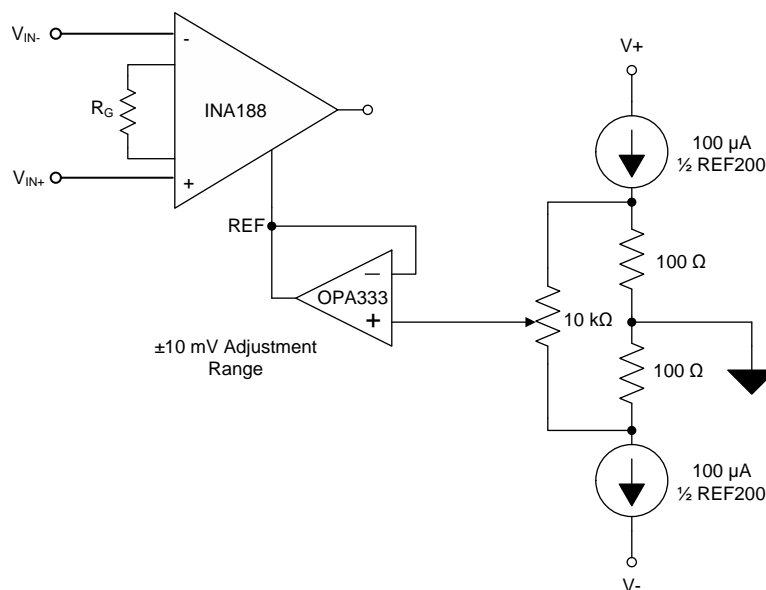 V+
V_IN-
-
R_G
INA188
100 µA
½ REF200
V_IN+
+
REF
100 Ω
–
OPA333
+
10 kΩ
±10 mV Adjustment
Range
100 Ω
100 µA
½ REF200
V-